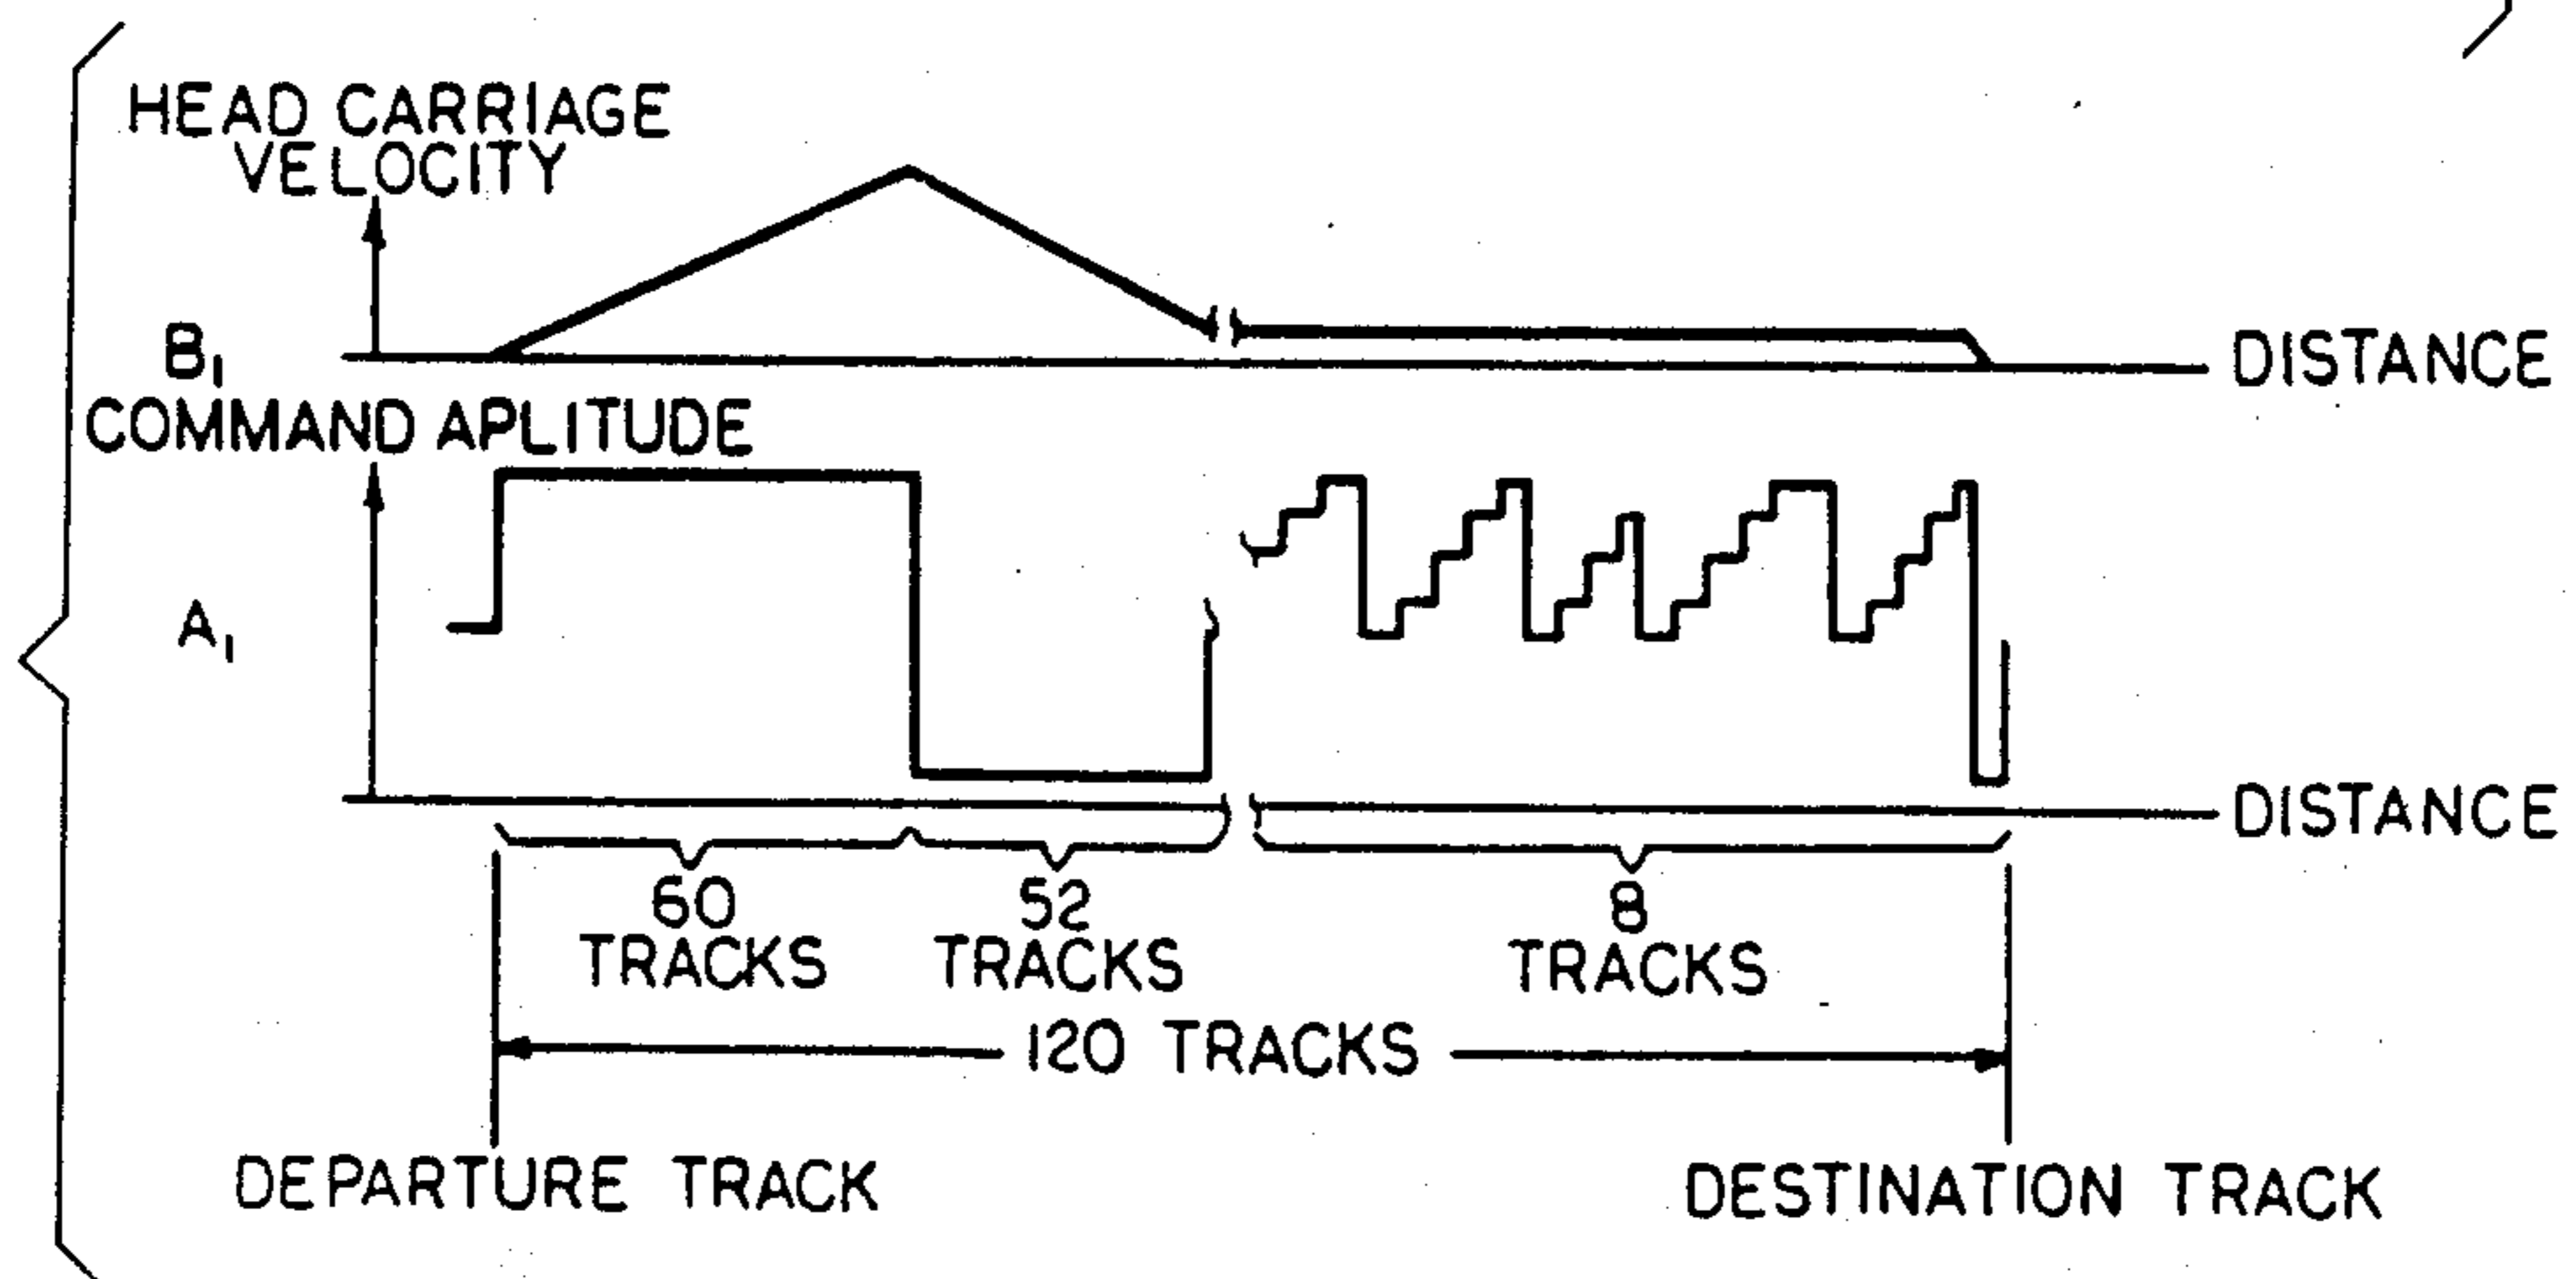 HEAD CARRIAGE
VELOCITY
B1
DISTANCE
COMMAND APLITUDE
A1
DISTANCE
60
TRACKS
52
TRACKS
8
TRACKS
120 TRACKS
DEPARTURE TRACK
DESTINATION TRACK